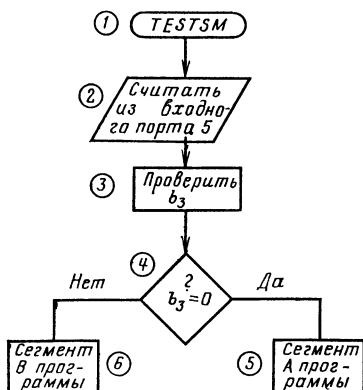 1 TESTSM
2 Считать
из входно-
го порта 5
3 Проверить
b3
4 ?
b3=0
Нет
Да
Сегмент
В прог-
раммы
6
Сегмент
А прог-
раммы
5